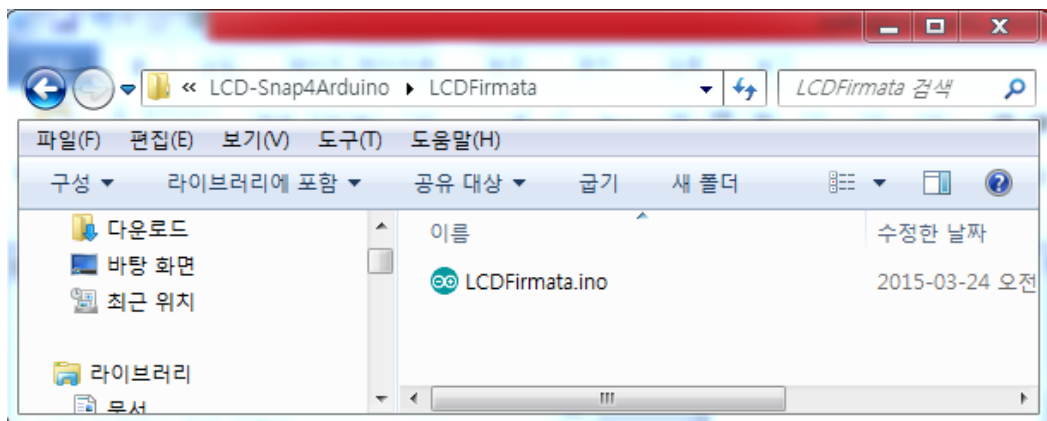 « LCD-Snap4Arduino ▸ LCDFirmata LCDFirmata 검색
파일(F) 편집(E) 보기(V) 도구(T) 도움말(H)
구성 라이브러리에 포함 공유 대상 굽기 새 폴더
다운로드 이름 수정한 날짜
바탕 화면 LCDFirmata.ino 2015-03-24 오전
최근 위치
라이브러리
문서